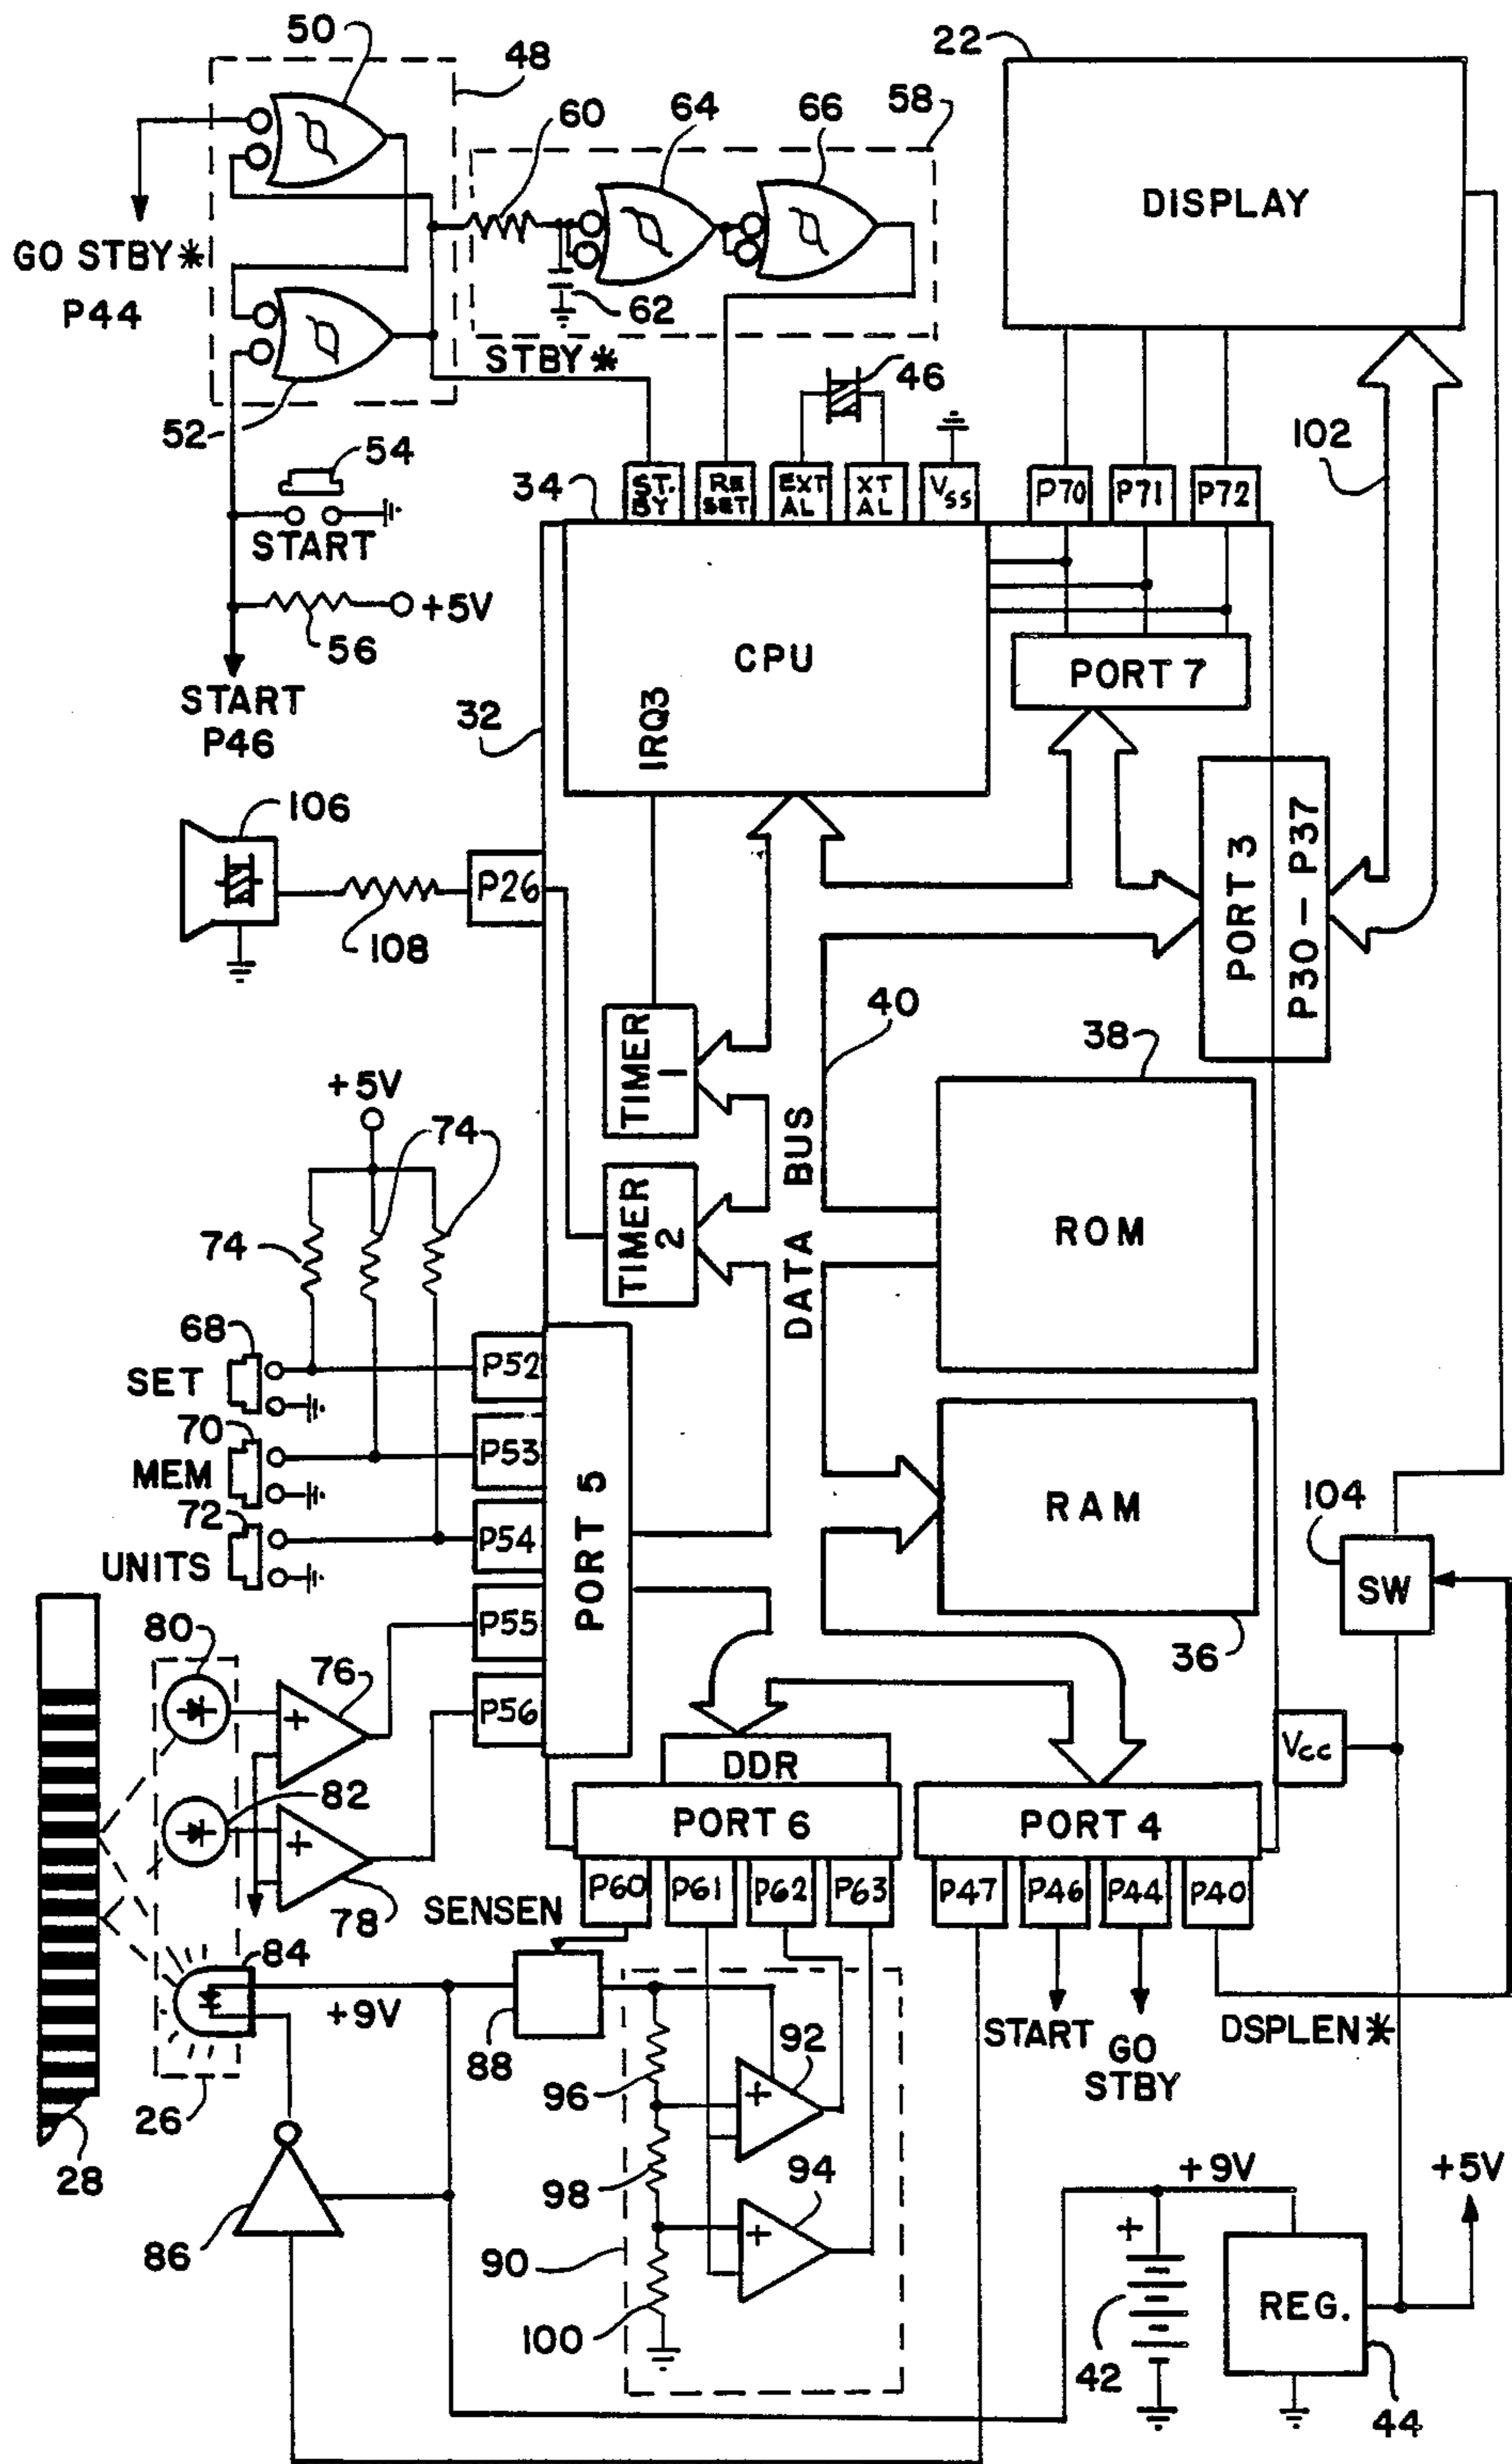 50
48
22
60
64
66
58
DISPLAY
GO STBY*
P44
62
STBY*
46
52
102
54
34
ST.
BY
RE
SET
EXT
AL
XT
AL
VSS
P70
P71
P72
START
+5V
56
CPU
PORT 7
START
P46
32
IRQ3
106
P26
108
PORT 3
P30 - P37
40
38
TIMER
1
+5V
74
DATA BUS
TIMER
2
ROM
74
68
SET
P52
70
MEM
P53
72
UNITS
P54
PORT 5
RAM
104
SW
80
P55
76
36
P56
VCC
DDR
82
PORT 6
PORT 4
78
SENSEN
P60
P61
P62
P63
P47
P46
P44
P40
84
+9V
88
92
START
GO
STBY
DSPLEN*
96
26
28
98
94
+9V
+5V
86
90
+
REG.
100
42
44
+
+
+
+